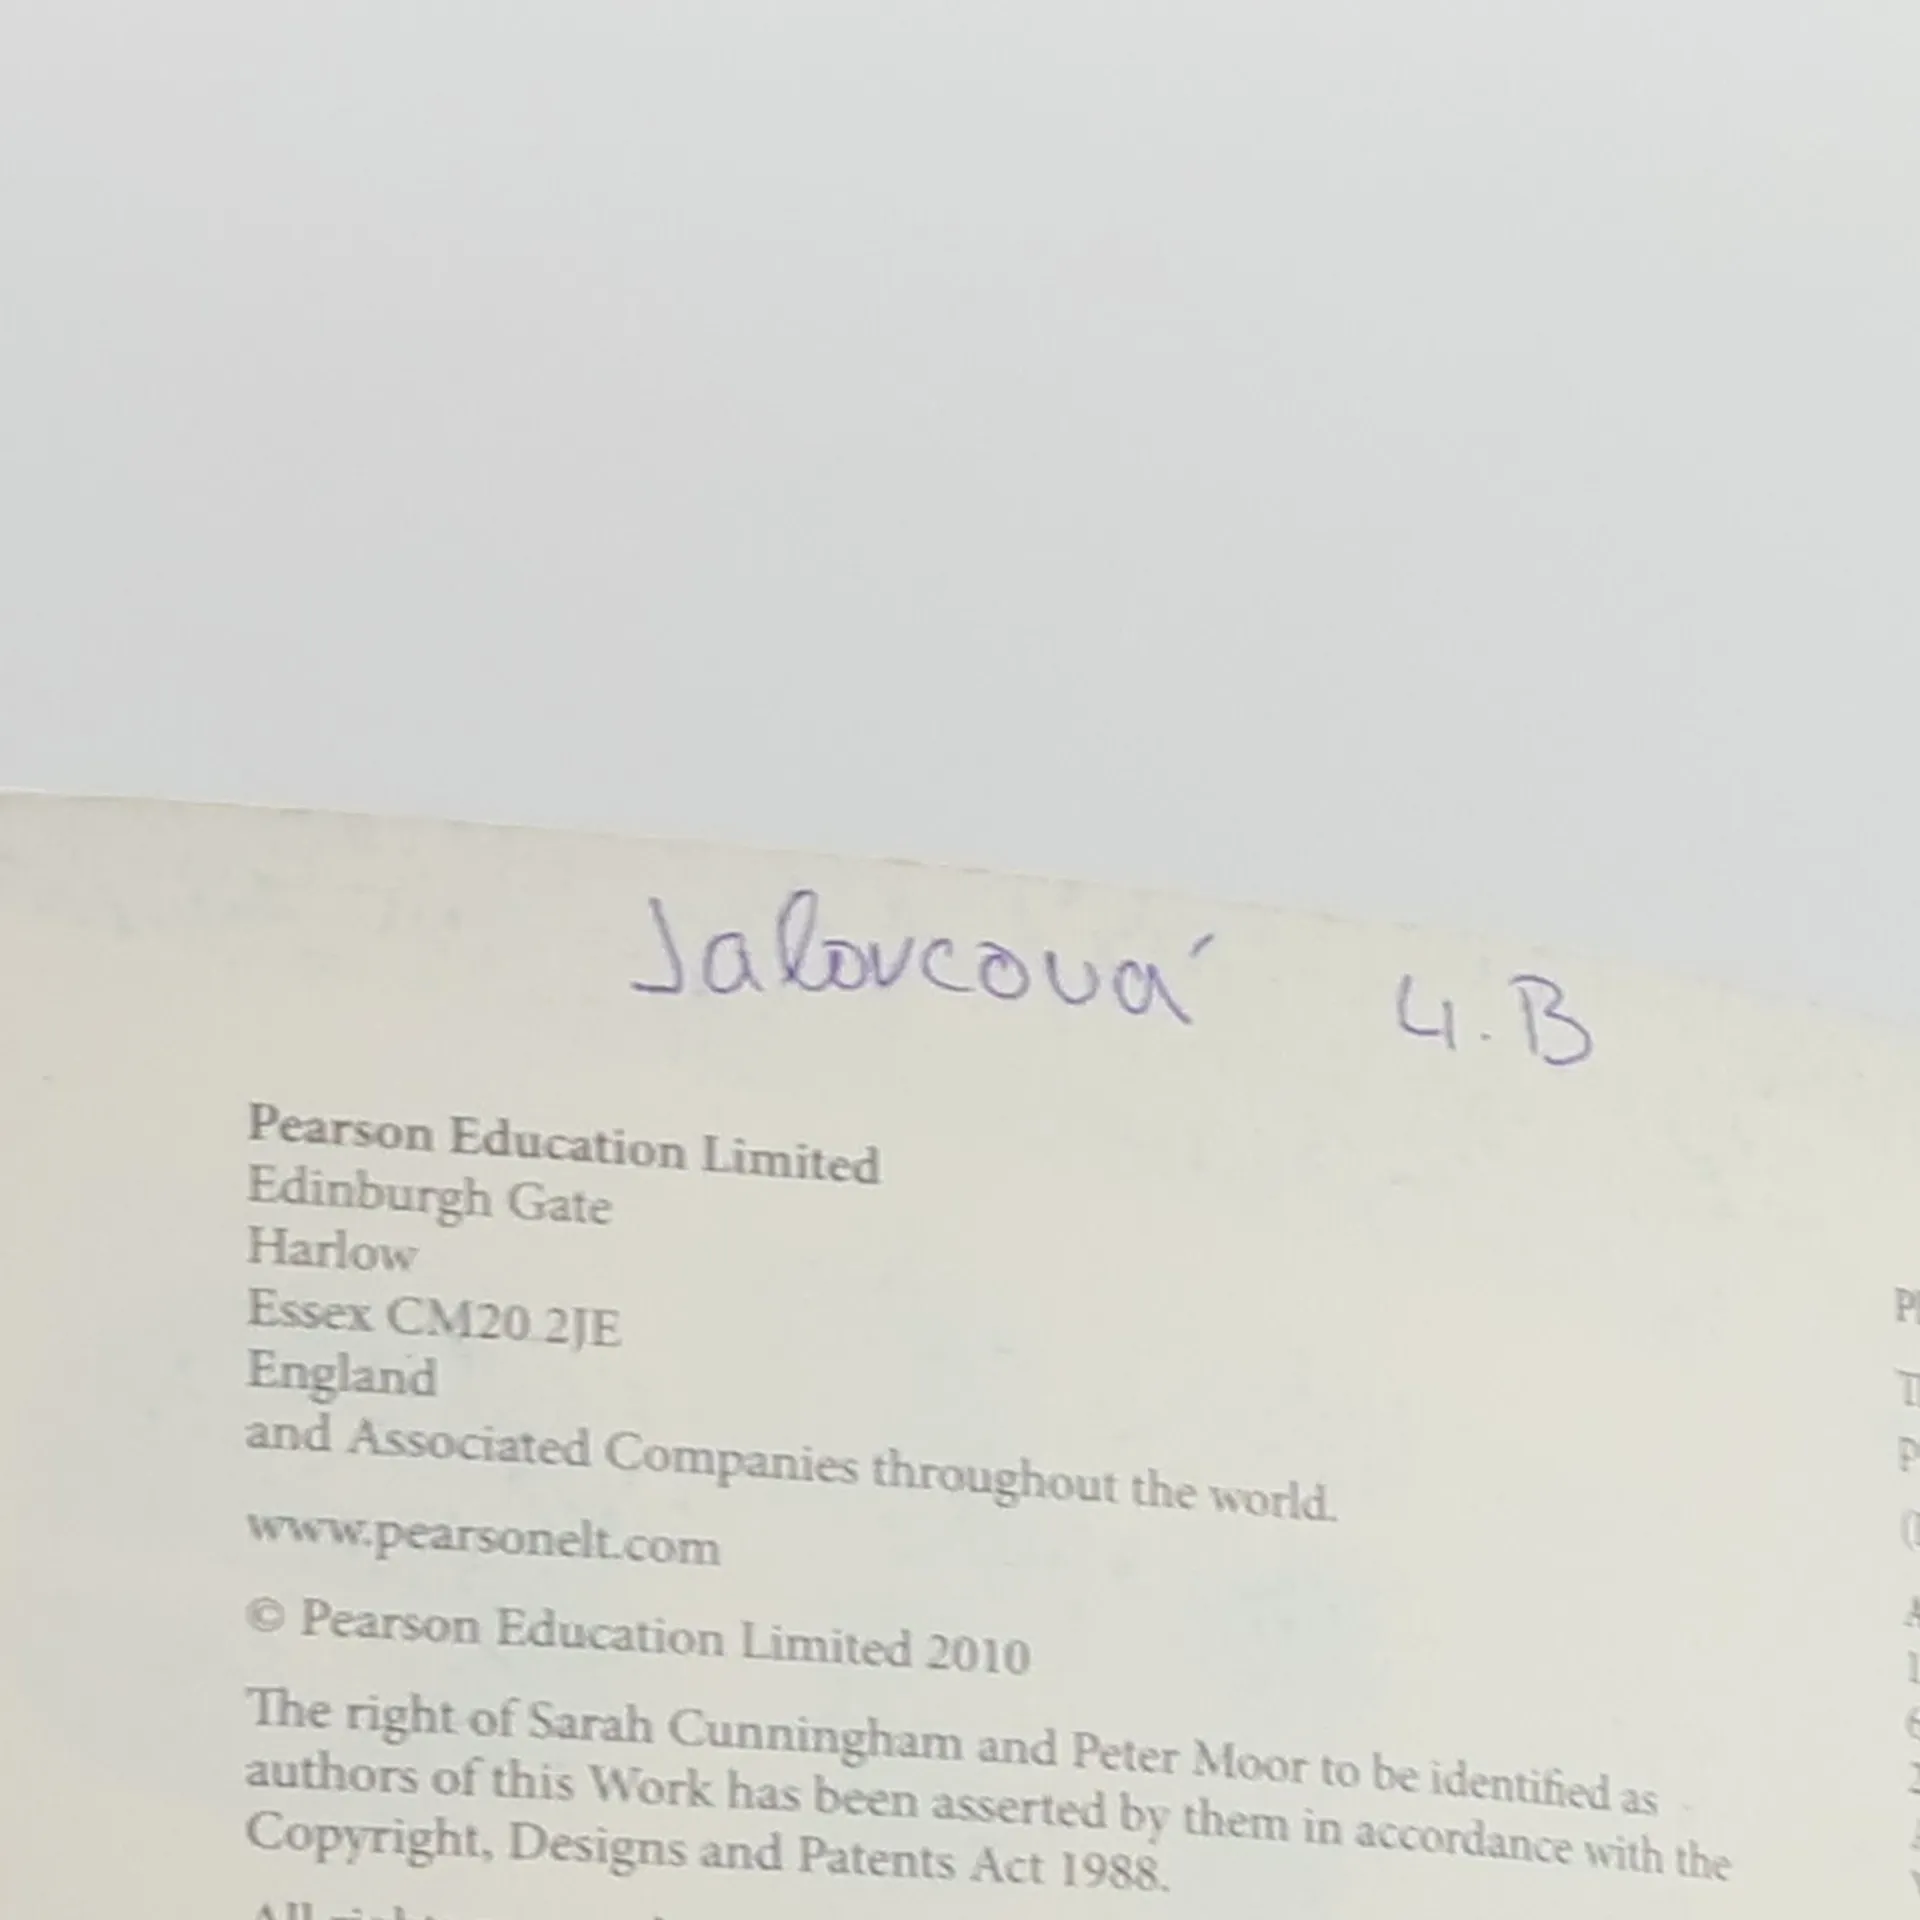 Jalovcová 4.B
Pearson Education Limited
Edinburgh Gate
Harlow
Essex CM20 2JE
England
and Associated Companies throughout the world.
www.pearsonelt.com
© Pearson Education Limited 2010
The right of Sarah Cunningham and Peter Moor to be identified as
authors of this Work has been asserted by them in accordance with the
Copyright, Designs and Patents Act 1988.